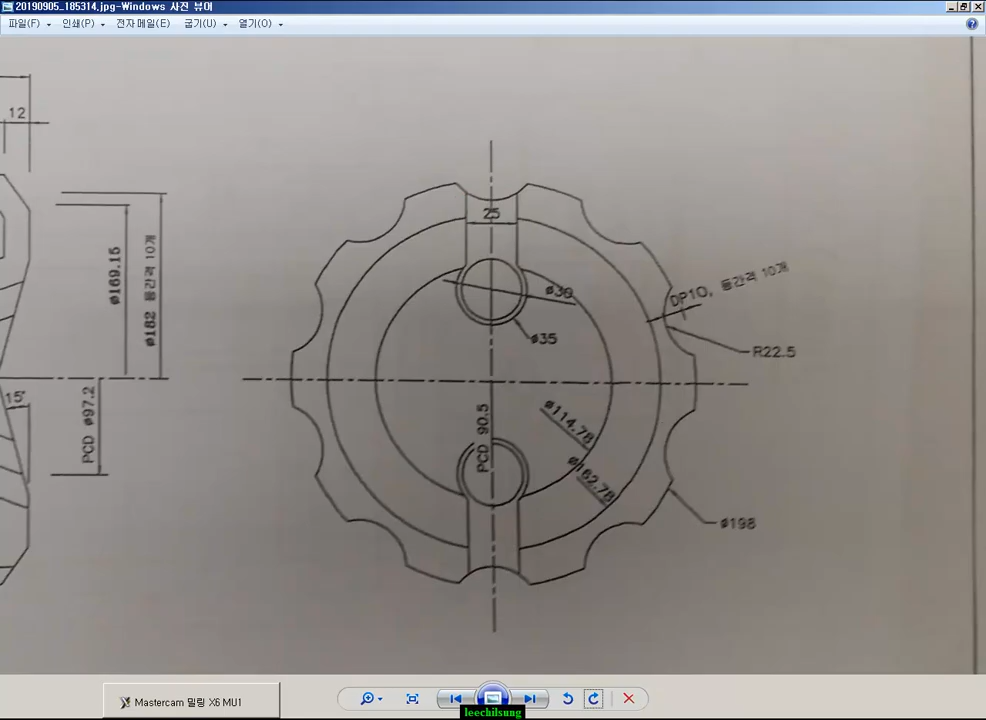 20190905_185314.jpg-Windows 사진 뷰어
파일(F) 인쇄(P) 전자 메일(E) 굽기(U) 열기(O)
12
ø169.15
ø182 등간격 10개
15°
PCD ø97.2
25
ø30
ø35
DP10, 등간격 10개
R22.5
PCD 90.5
ø114.78
ø162.78
ø198
Mastercam 밀링 X6 MU1
leechilsung